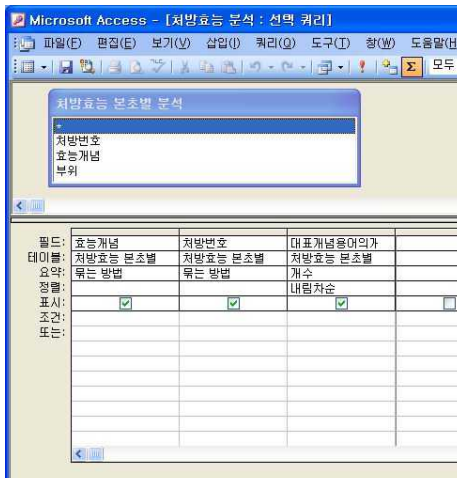 Microsoft Access - [처방효능 분석 : 선택 쿼리]
파일(F) 편집(E) 보기(V) 삽입(I) 쿼리(Q) 도구(T) 창(W) 도움말(H
Σ 모두
처방효능 본초별 분석
*
처방번호
효능개념
부위
필드: 효능개념 처방번호 대표개념용어의가
테이블: 처방효능 본초별 처방효능 본초별 처방효능 본초별
요약: 묶는 방법 묶는 방법 개수
정렬: 내림차순
표시:
조건:
또는: